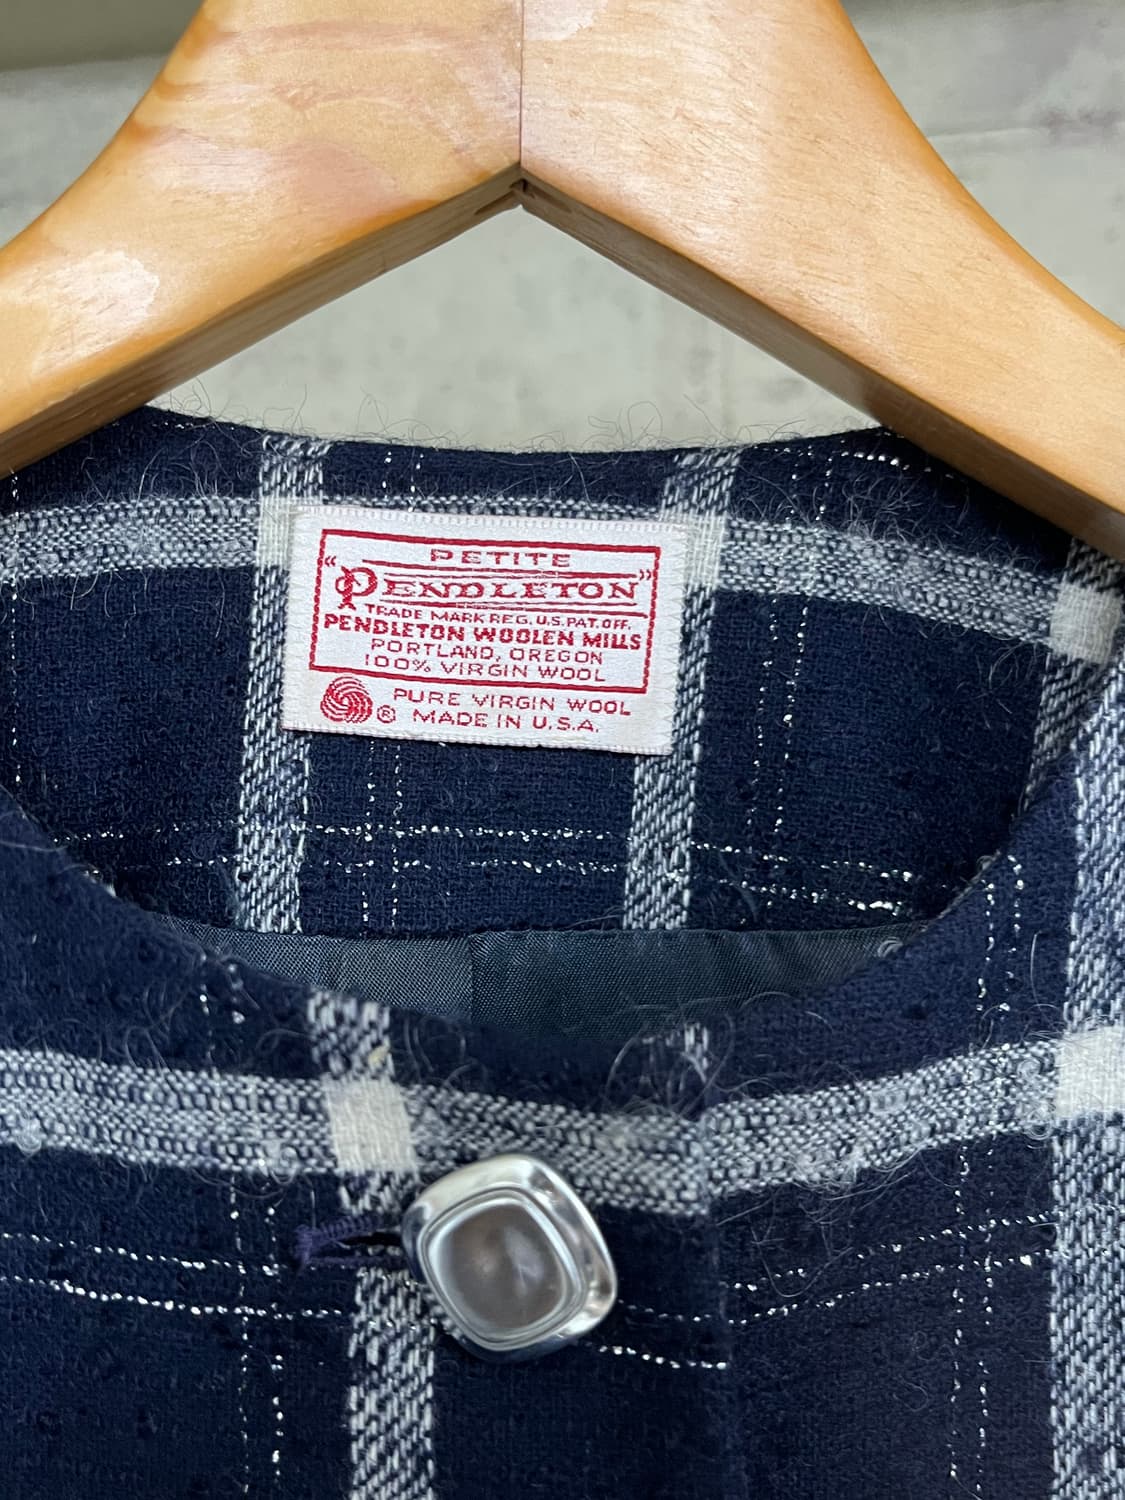 PETITE
"PENDLETON"
TRADE MARK REG. U.S. PAT. OFF.
PENDLETON WOOLEN MILLS
PORTLAND, OREGON
100% VIRGIN WOOL
PURE VIRGIN WOOL
® MADE IN U.S.A.